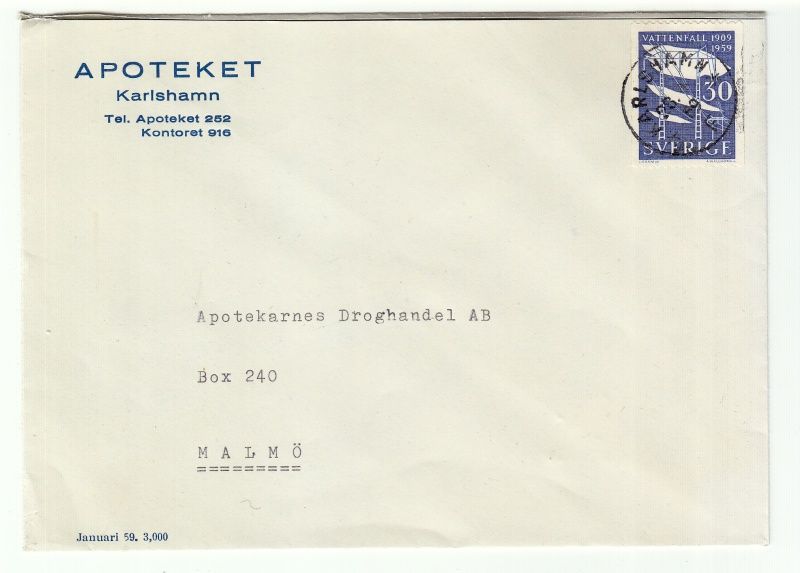 APOTEKET
Karlshamn
Tel. Apoteket 252
Kontoret 916
VATTENFALL 1909
1959
30
SVERIGE
KARLSHAMN
Apotekarnes Droghandel AB
Box 240
MALMÖ
=========
Januari 59. 3,000